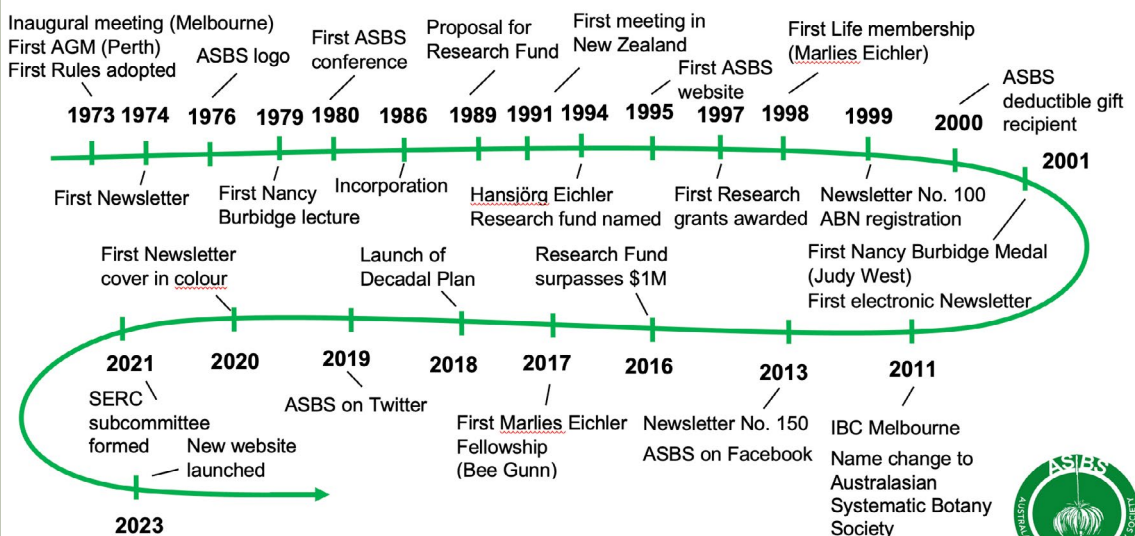 Inaugural meeting (Melbourne)
First AGM (Perth)
First Rules adopted
ASBS logo
First ASBS
conference
Proposal for
Research Fund
First meeting in
New Zealand
First ASBS
website
First Life membership
(Marlies Eichler)
ASBS
deductible gift
recipient
1973 1974 1976 1979 1980 1986 1989 1991 1994 1995 1997 1998 1999 2000
2001
First Newsletter
First Nancy
Burbidge lecture
Incorporation
Hansjörg Eichler
Research fund named
First Research
grants awarded
Newsletter No. 100
ABN registration
First Nancy Burbidge Medal
(Judy West)
First electronic Newsletter
First Newsletter
cover in colour
Launch of
Decadal Plan
Research Fund
surpasses $1M
2021 2020 2019 2018 2017 2016 2013 2011
SERC
subcommittee
formed
ASBS on Twitter
First Marlies Eichler
Fellowship
(Bee Gunn)
Newsletter No. 150
ASBS on Facebook
IBC Melbourne
Name change to
Australasian
Systematic Botany
Society
New website
launched
2023
ASBS
SOCIETY